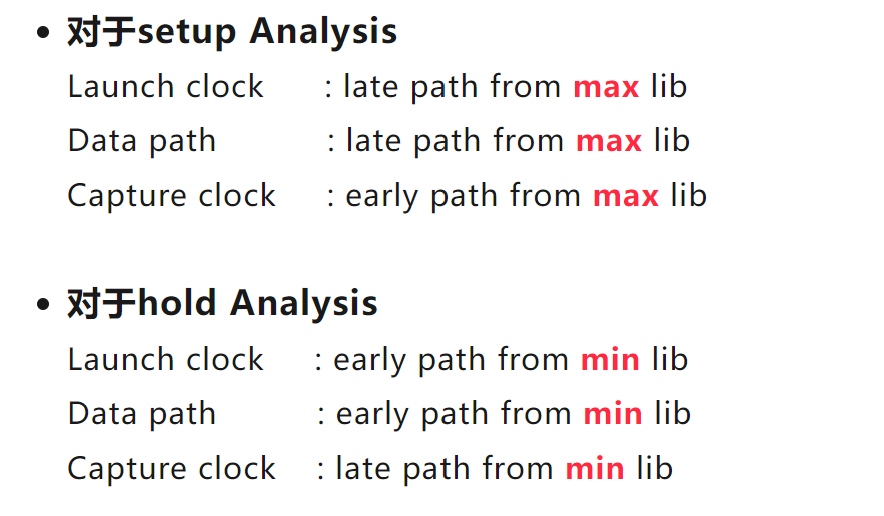 • 对于setup Analysis
Launch clock : late path from max lib
Data path : late path from max lib
Capture clock : early path from max lib
• 对于hold Analysis
Launch clock : early path from min lib
Data path : early path from min lib
Capture clock : late path from min lib